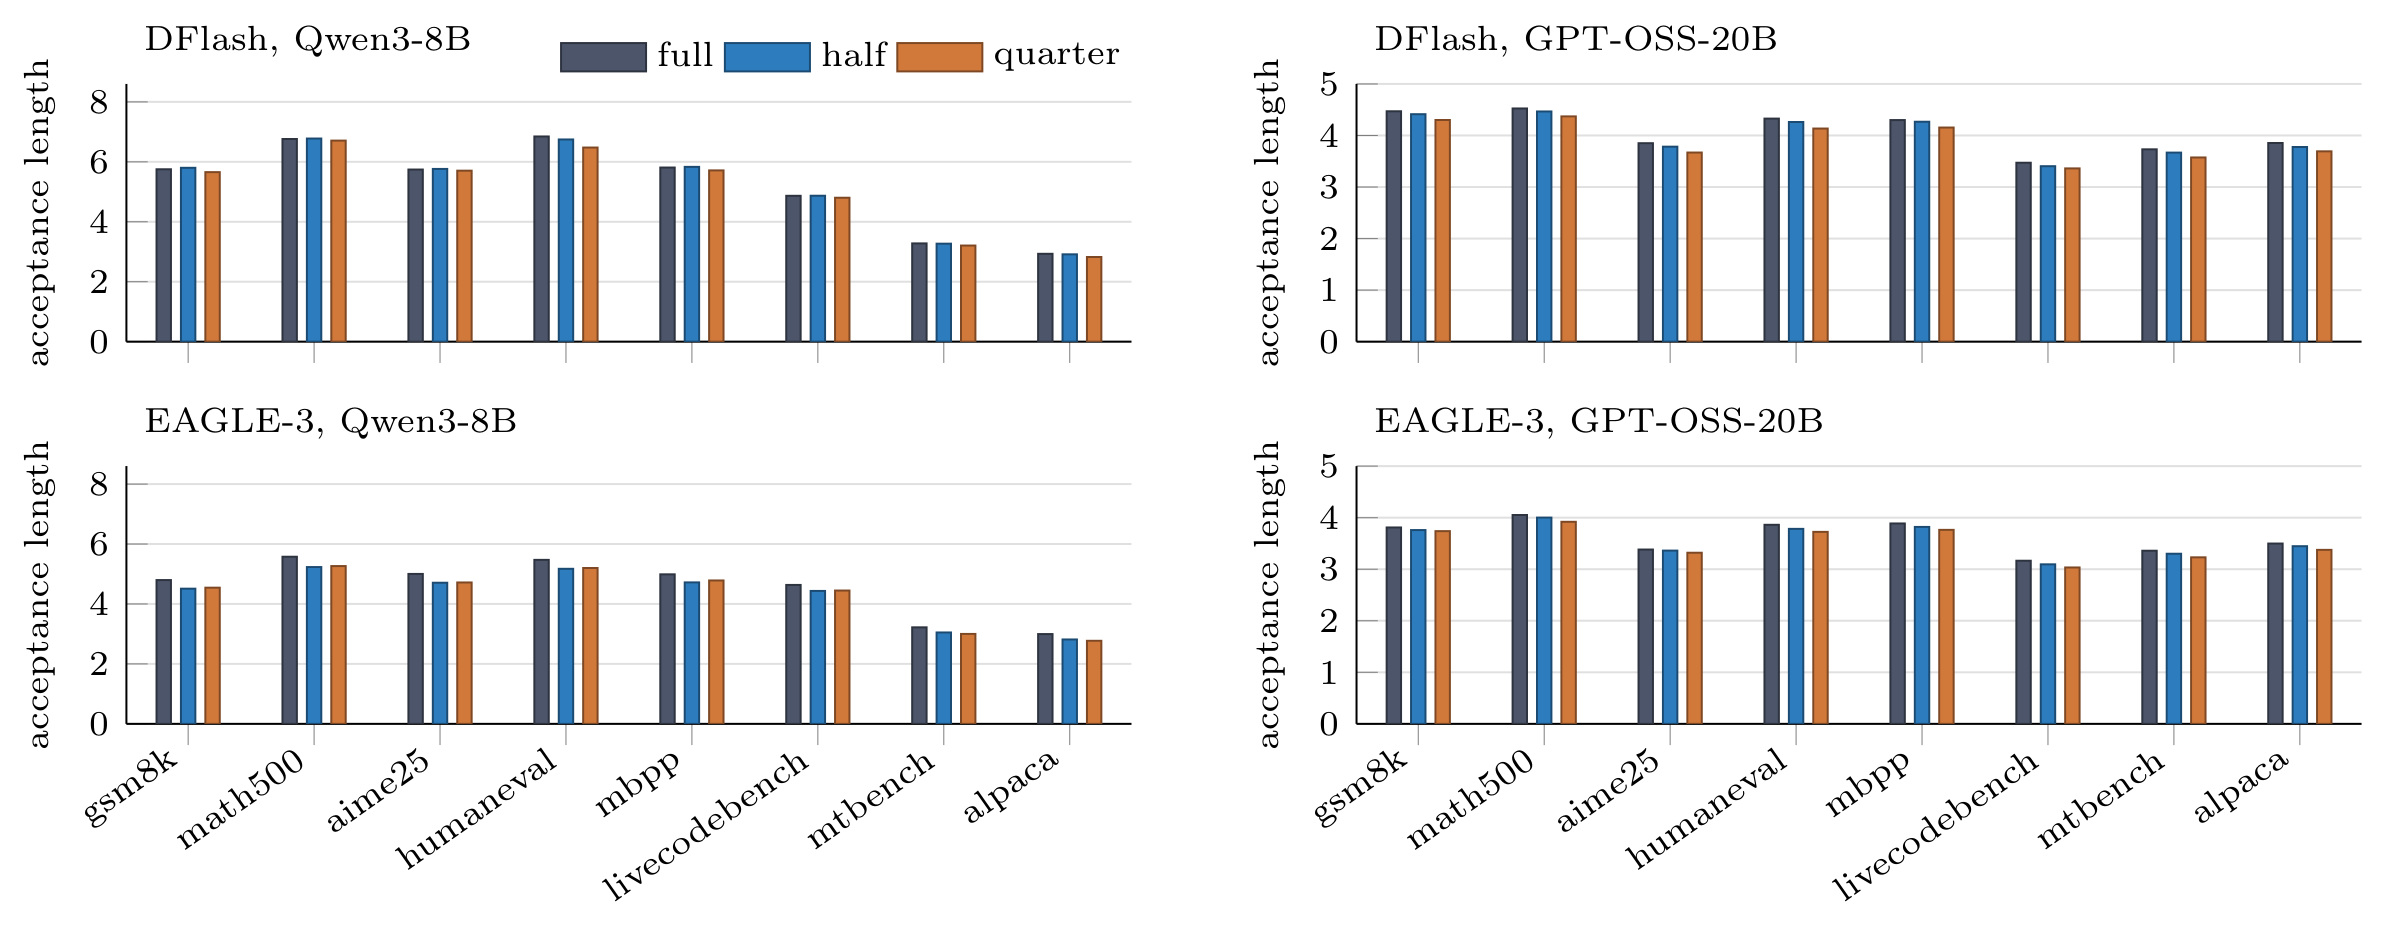 DFlash, Qwen3-8B
full half quarter
acceptance length
8
6
4
2
0
DFlash, GPT-OSS-20B
acceptance length
5
4
3
2
1
0
EAGLE-3, Qwen3-8B
acceptance length
8
6
4
2
0
gsm8k
math500
aime25
humaneval
mbpp
livecodebench
mtbench
alpaca
EAGLE-3, GPT-OSS-20B
acceptance length
5
4
3
2
1
0
gsm8k
math500
aime25
humaneval
mbpp
livecodebench
mtbench
alpaca